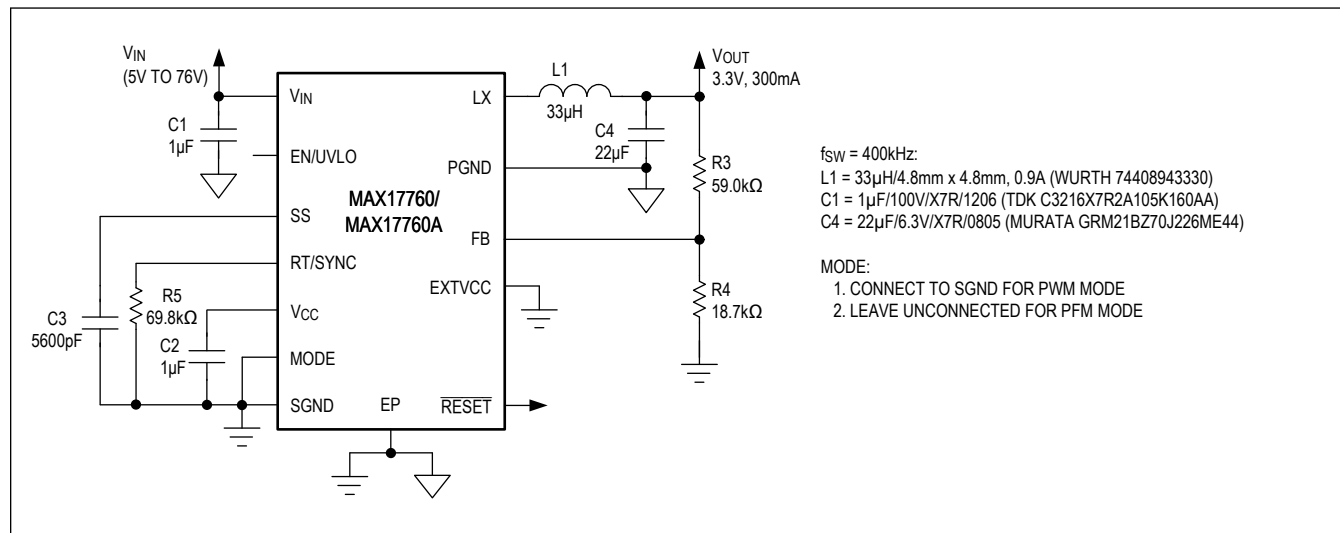 VIN
(5V TO 76V)
C1
1µF
VIN
EN/UVLO
SS
RT/SYNC
VCC
MODE
SGND
EP
MAX17760/
MAX17760A
LX
PGND
FB
EXTVCC
RESET
L1
33µH
C4
22µF
VOUT
3.3V, 300mA
R3
59.0kΩ
R4
18.7kΩ
C3
5600pF
R5
69.8kΩ
C2
1µF
fSW = 400kHz:
L1 = 33µH/4.8mm x 4.8mm, 0.9A (WURTH 74408943330)
C1 = 1µF/100V/X7R/1206 (TDK C3216X7R2A105K160AA)
C4 = 22µF/6.3V/X7R/0805 (MURATA GRM21BZ70J226ME44)
MODE:
1. CONNECT TO SGND FOR PWM MODE
2. LEAVE UNCONNECTED FOR PFM MODE